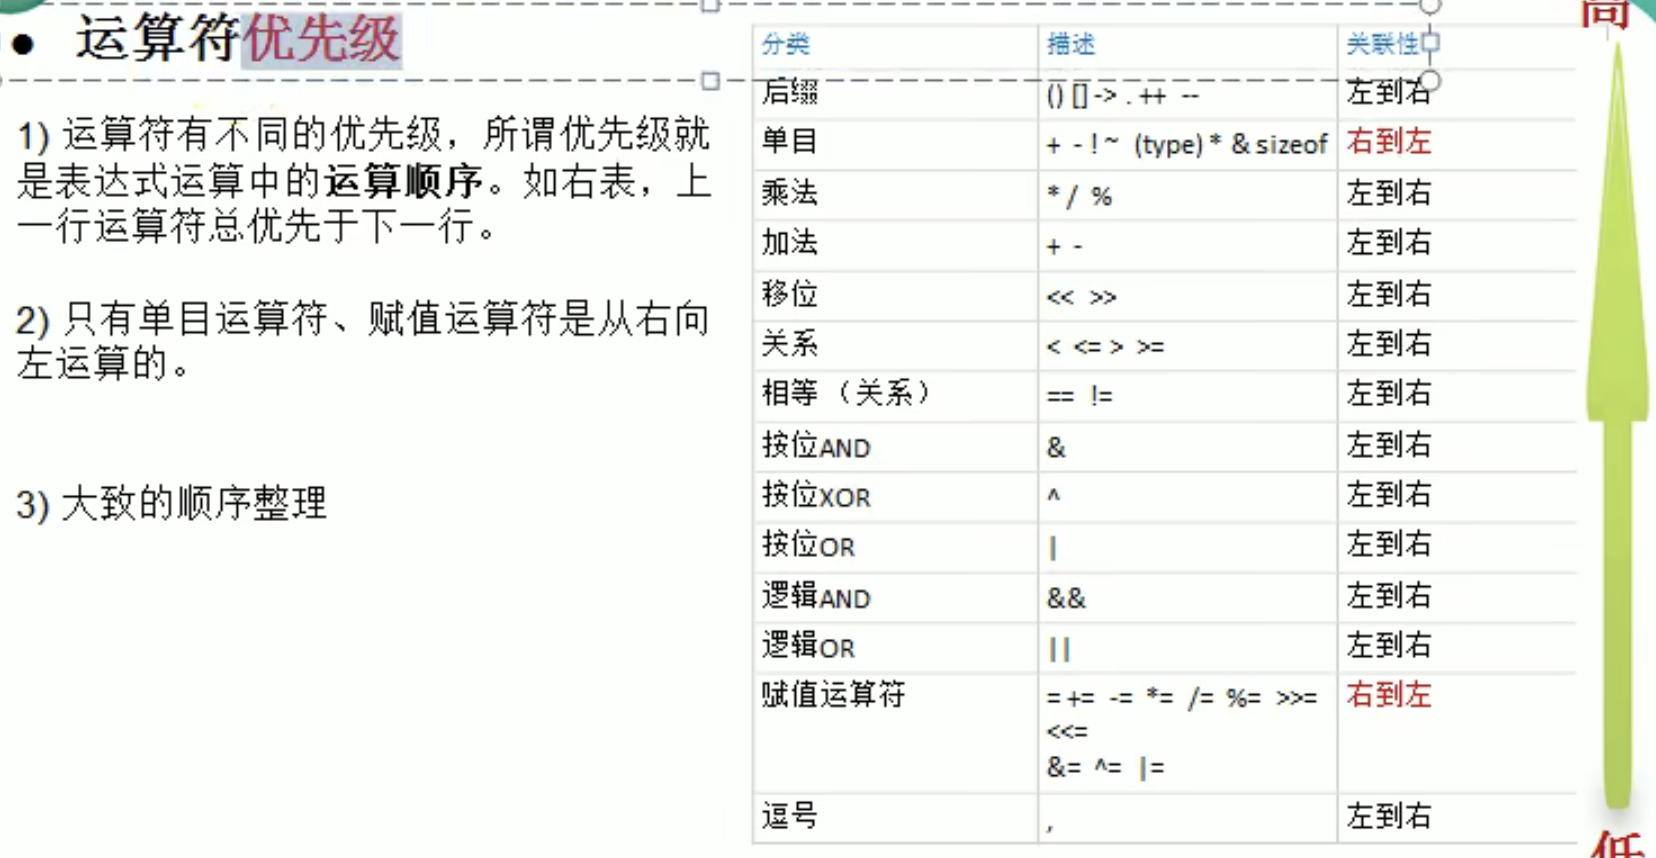 • 运算符优先级
1) 运算符有不同的优先级，所谓优先级就
是表达式运算中的运算顺序。如右表，上
一行运算符总优先于下一行。
2) 只有单目运算符、赋值运算符是从右向
左运算的。
3) 大致的顺序整理
分类 描述 关联性
后缀 () [] -> . ++ -- 左到右
单目 + - ! ~ (type) * & sizeof 右到左
乘法 * / % 左到右
加法 + - 左到右
移位 << >> 左到右
关系 < <= > >= 左到右
相等（关系） == != 左到右
按位AND & 左到右
按位XOR ^ 左到右
按位OR | 左到右
逻辑AND && 左到右
逻辑OR || 左到右
赋值运算符 = += -= *= /= %= >>= 右到左
<<=
&= ^= |=
逗号 , 左到右
高
低